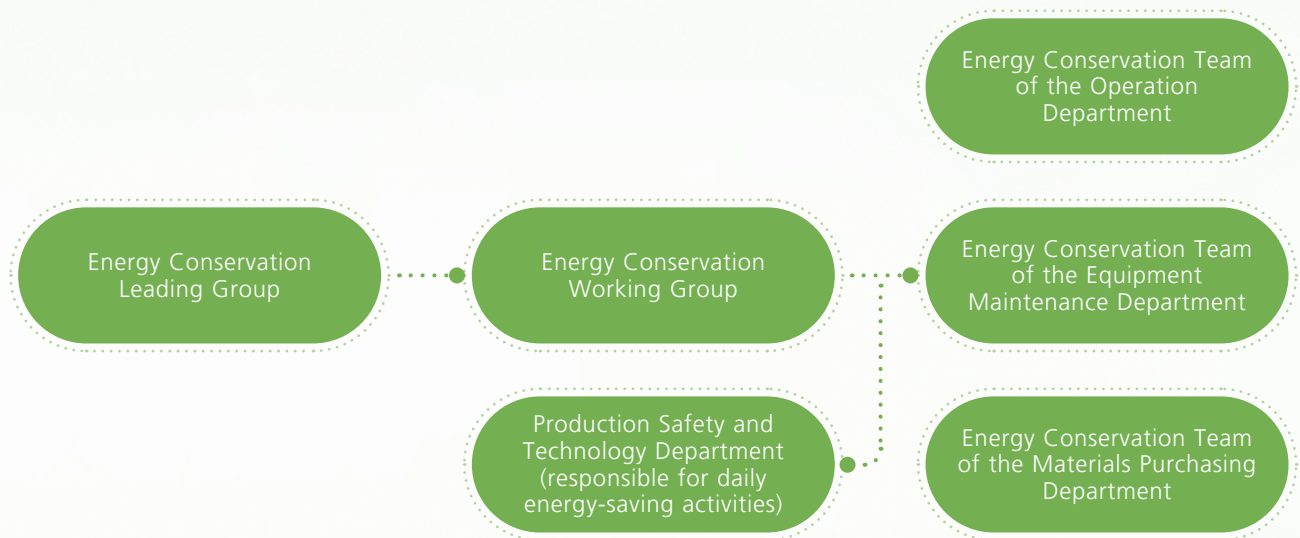 Energy Conservation
Leading Group
Energy Conservation
Working Group
Production Safety and
Technology Department
(responsible for daily
energy-saving activities)
Energy Conservation Team
of the Operation
Department
Energy Conservation Team
of the Equipment
Maintenance Department
Energy Conservation Team
of the Materials Purchasing
Department